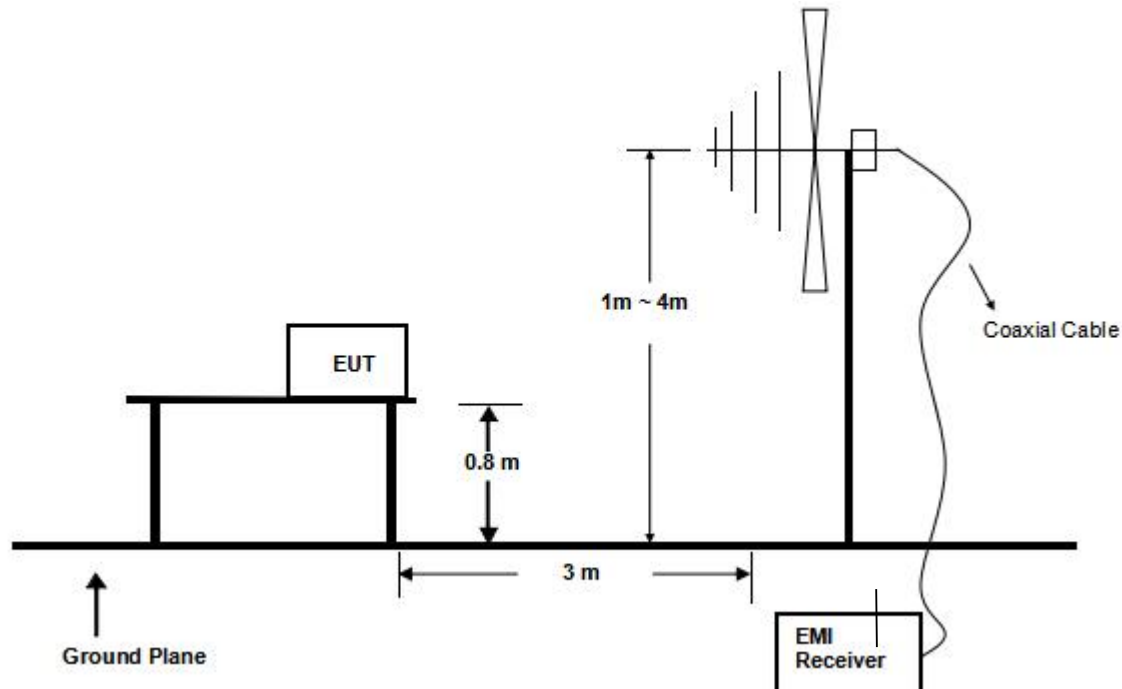 1m ~ 4m
Coaxial Cable
EUT
0.8 m
3 m
Ground Plane
EMI
Receiver